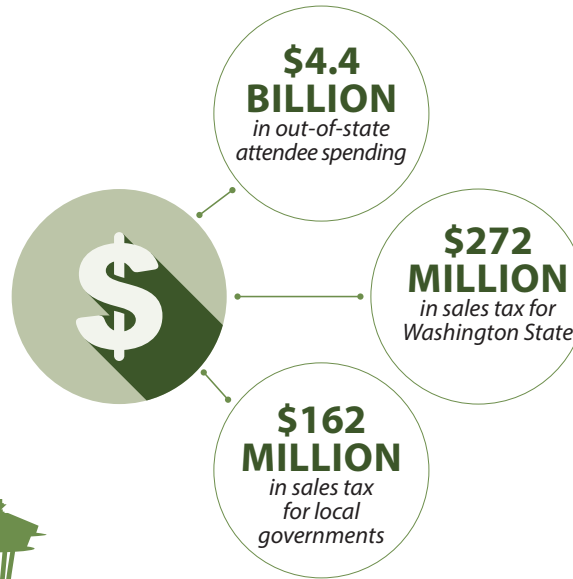 $4.4
BILLION
in out-of-state
attendee spending
$272
MILLION
in sales tax for
Washington State
$
$162
MILLION
in sales tax
for local
governments